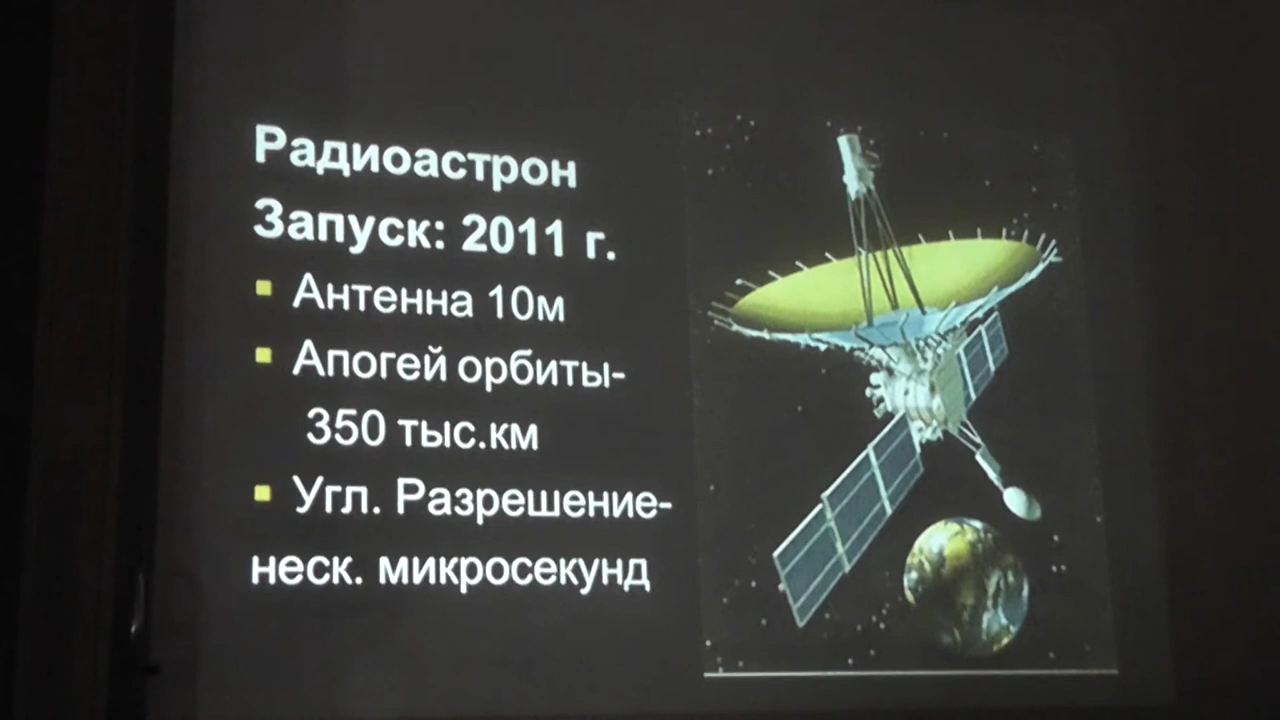 Радиоастрон
Запуск: 2011 г.
Антенна 10м
Апогей орбиты-
350 тыс.км
Угл. Разрешение-
неск. микросекунд